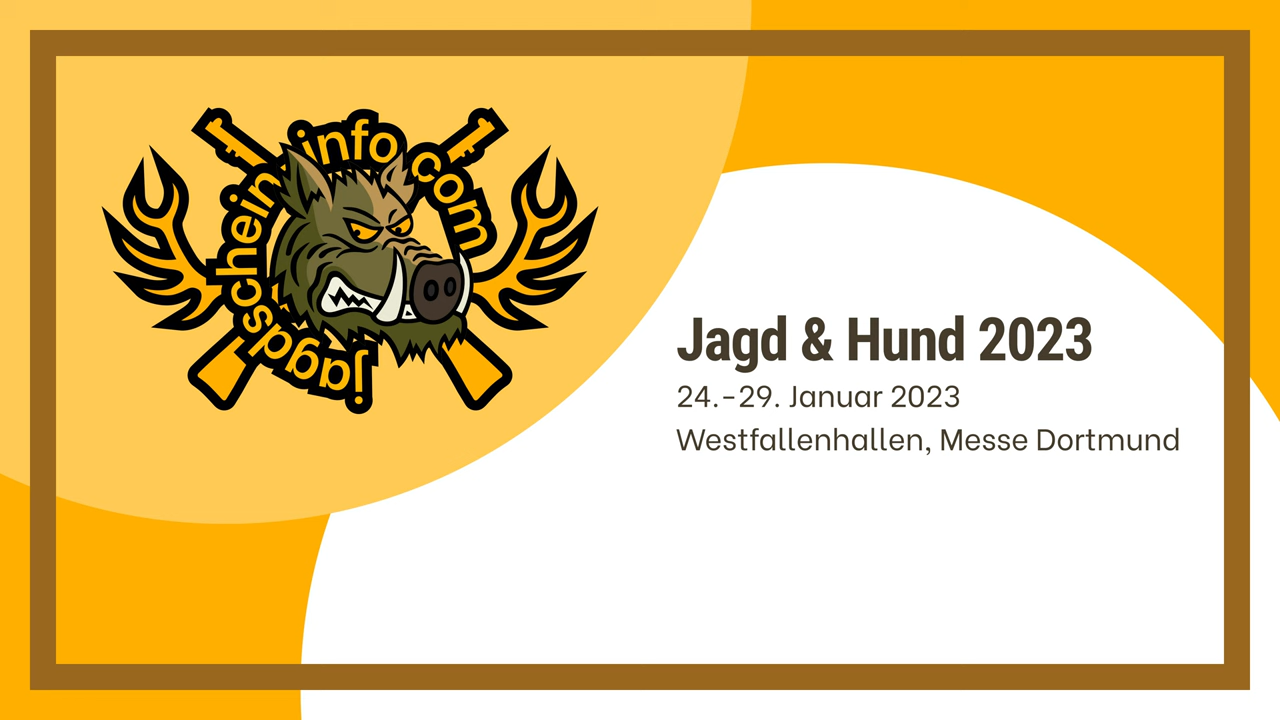 jagdschein-info.com
Jagd & Hund 2023
24.-29. Januar 2023
Westfallenhallen, Messe Dortmund